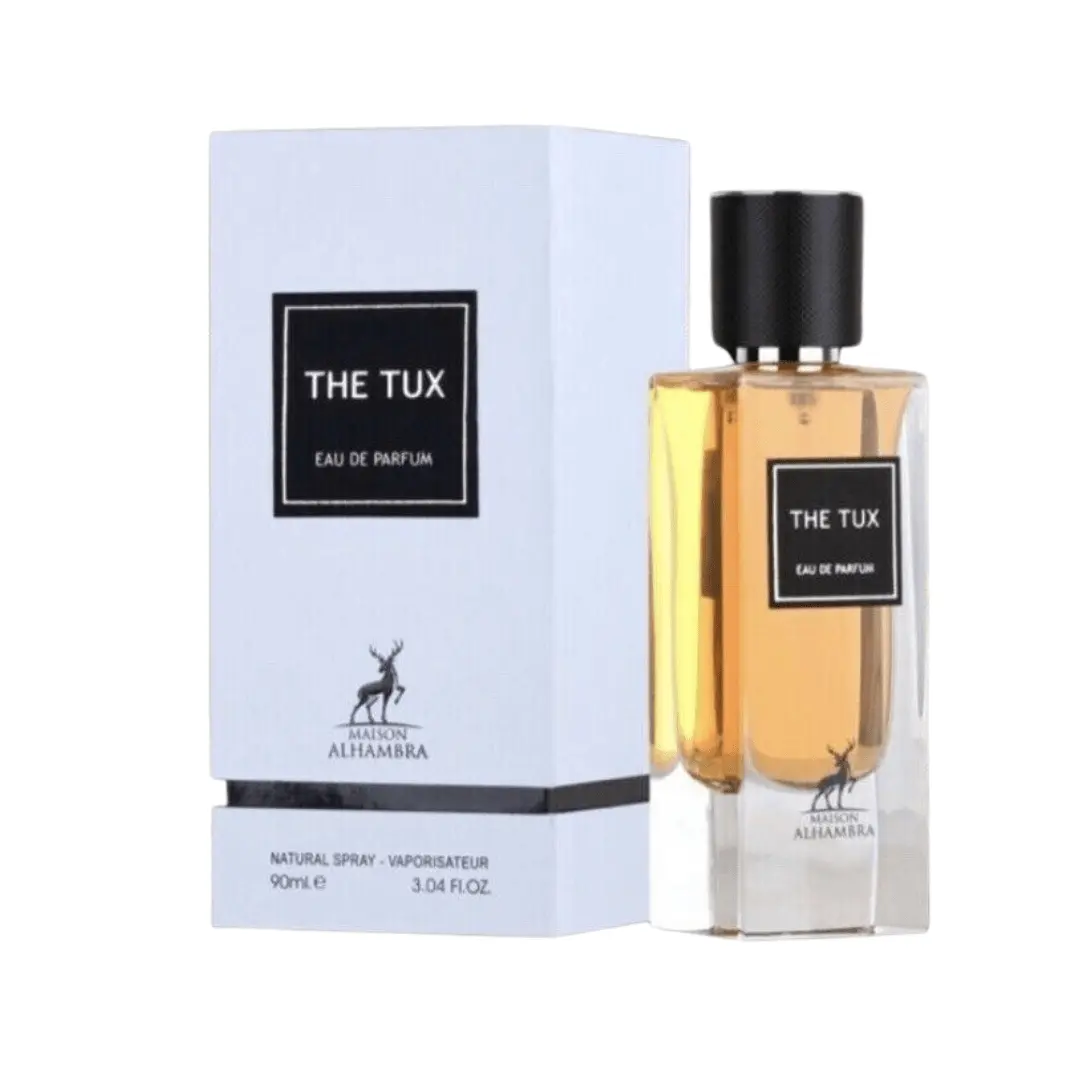 THE TUX
EAU DE PARFUM
MAISON
ALHAMBRA
NATURAL SPRAY - VAPORISATEUR
90ml. e 3.04 Fl.OZ.
THE TUX
EAU DE PARFUM
MAISON
ALHAMBRA